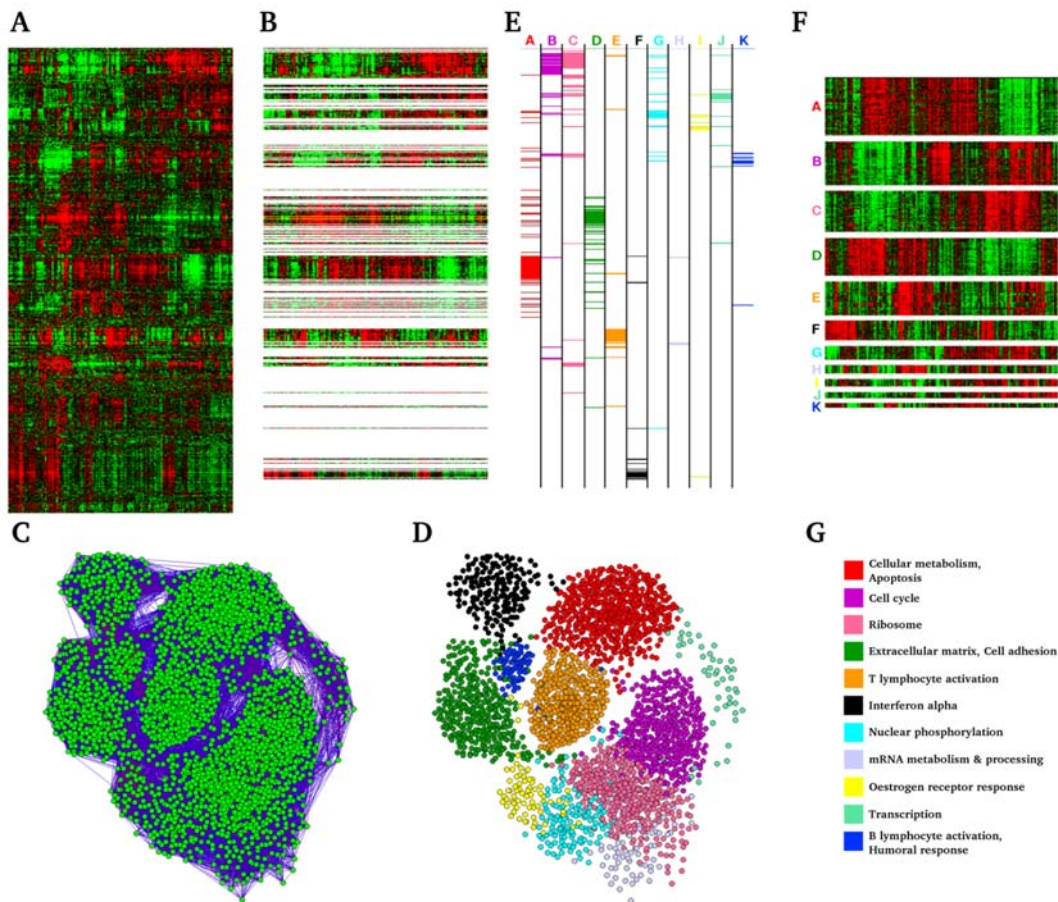 A
B
E
F
A B C D E F G H I J K
A
B
C
D
E
F
G
H
I
J
K
C
D
G
Cellular metabolism,
Apoptosis
Cell cycle
Ribosome
Extracellular matrix, Cell adhesion
T lymphocyte activation
Interferon alpha
Nuclear phosphorylation
mRNA metabolism & processing
Oestrogen receptor response
Transcription
B lymphocyte activation,
Humoral response